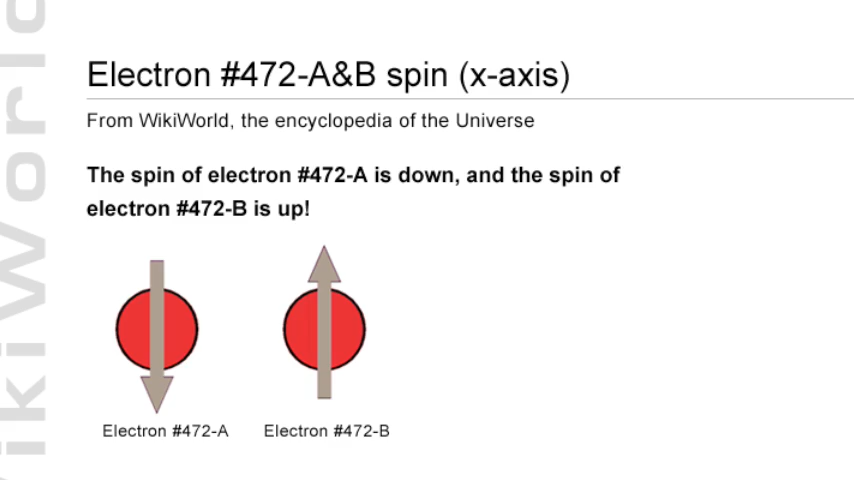 Electron #472-A&B spin (x-axis)
From WikiWorld, the encyclopedia of the Universe
The spin of electron #472-A is down, and the spin of
electron #472-B is up!
Electron #472-A Electron #472-B
WikiWorld